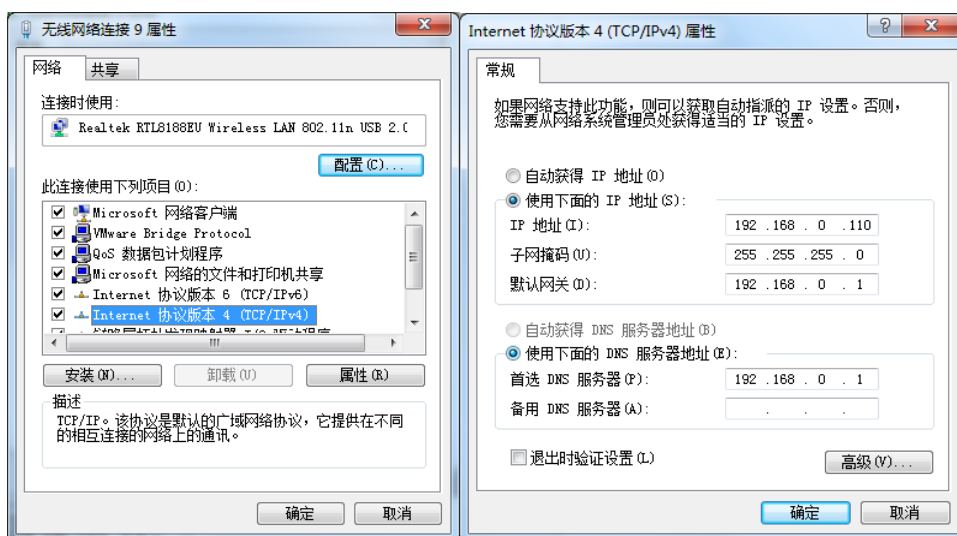 无线网络连接 9 属性
网络
共享
连接时使用:
Realtek RTL8188EU Wireless LAN 802.11n USB 2.(
配置(C)...
此连接使用下列项目(O):
Microsoft 网络客户端
VMware Bridge Protocol
QoS 数据包计划程序
Microsoft 网络的文件和打印机共享
Internet 协议版本 6 (TCP/IPv6)
Internet 协议版本 4 (TCP/IPv4)
安装(N)...
卸载(U)
属性(R)
描述
TCP/IP。该协议是默认的广域网络协议，它提供在不同
的相互连接的网络上的通讯。
确定
取消
Internet 协议版本 4 (TCP/IPv4) 属性
常规
如果网络支持此功能，则可以获取自动指派的 IP 设置。否则，
您需要从网络系统管理员处获得适当的 IP 设置。
自动获得 IP 地址(O)
使用下面的 IP 地址(S):
IP 地址(I): 192 .168 . 0 .110
子网掩码(U): 255 .255 .255 . 0
默认网关(D): 192 .168 . 0 . 1
自动获得 DNS 服务器地址(B)
使用下面的 DNS 服务器地址(E):
首选 DNS 服务器(P): 192 .168 . 0 . 1
备用 DNS 服务器(A): . . .
退出时验证设置(L)
高级(V)...
确定
取消